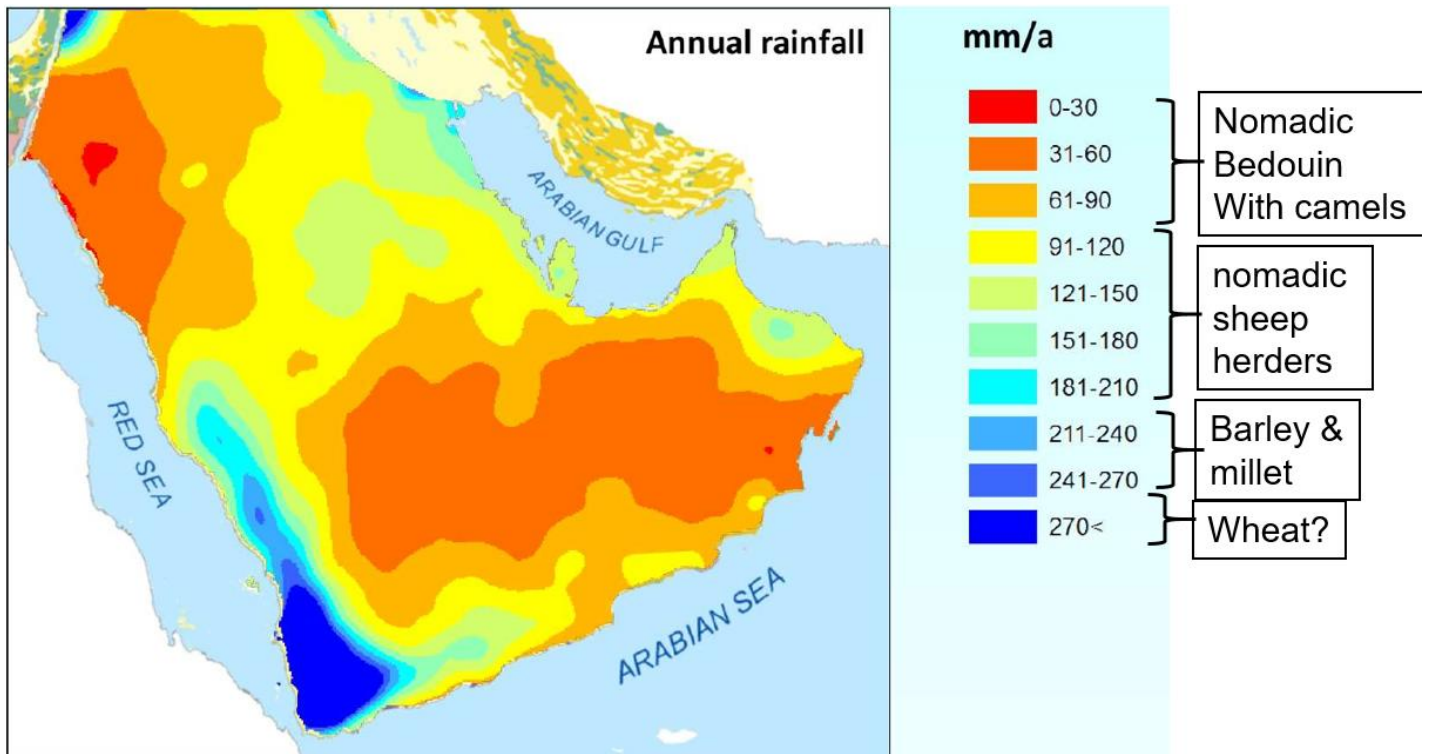 Annual rainfall
ARABIAN GULF
RED SEA
ARABIAN SEA
mm/a
0-30
31-60
61-90
91-120
121-150
151-180
181-210
211-240
241-270
270<
Nomadic
Bedouin
With camels
nomadic
sheep
herders
Barley &
millet
Wheat?